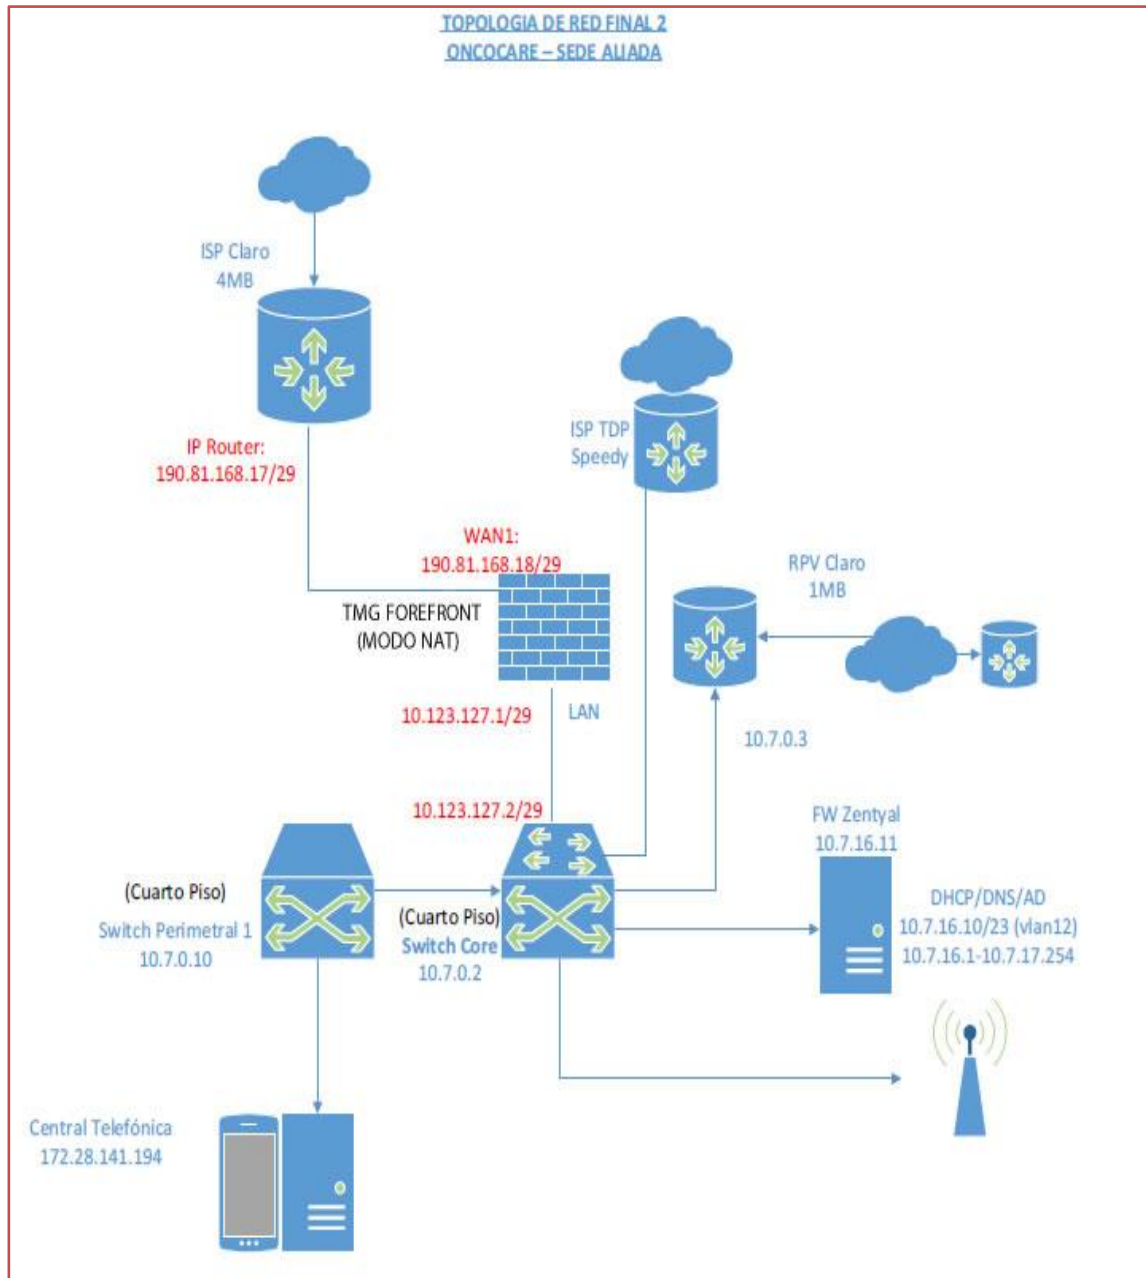 TOPOLOGIA DE RED FINAL 2
ONCOCARE – SEDE ALIADA
ISP Claro
4MB
IP Router:
190.81.168.17/29
ISP TDP
Speedy
WAN1:
190.81.168.18/29
TMG FOREFRONT
(MODO NAT)
RPV Claro
1MB
10.123.127.1/29
LAN
10.7.0.3
10.123.127.2/29
FW Zentyal
10.7.16.11
(Cuarto Piso)
Switch Perimetral 1
10.7.0.10
(Cuarto Piso)
Switch Core
10.7.0.2
DHCP/DNS/AD
10.7.16.10/23 (vlan12)
10.7.16.1-10.7.17.254
Central Telefónica
172.28.141.194